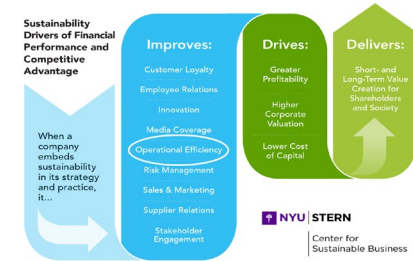 Sustainability
Drivers of Financial
Performance and
Competitive
Advantage
When a
company
embeds
sustainability
in its strategy
and practice,
it...
Improves:
Customer Loyalty
Employee Relations
Innovation
Media Coverage
Operational Efficiency
Risk Management
Sales & Marketing
Supplier Relations
Stakeholder
Engagement
Drives:
Greater
Profitability
Higher
Corporate
Valuation
Lower Cost
of Capital
Delivers:
Short- and
Long-Term Value
Creation for
Shareholders
and Society
NYU STERN
Center for
Sustainable Business